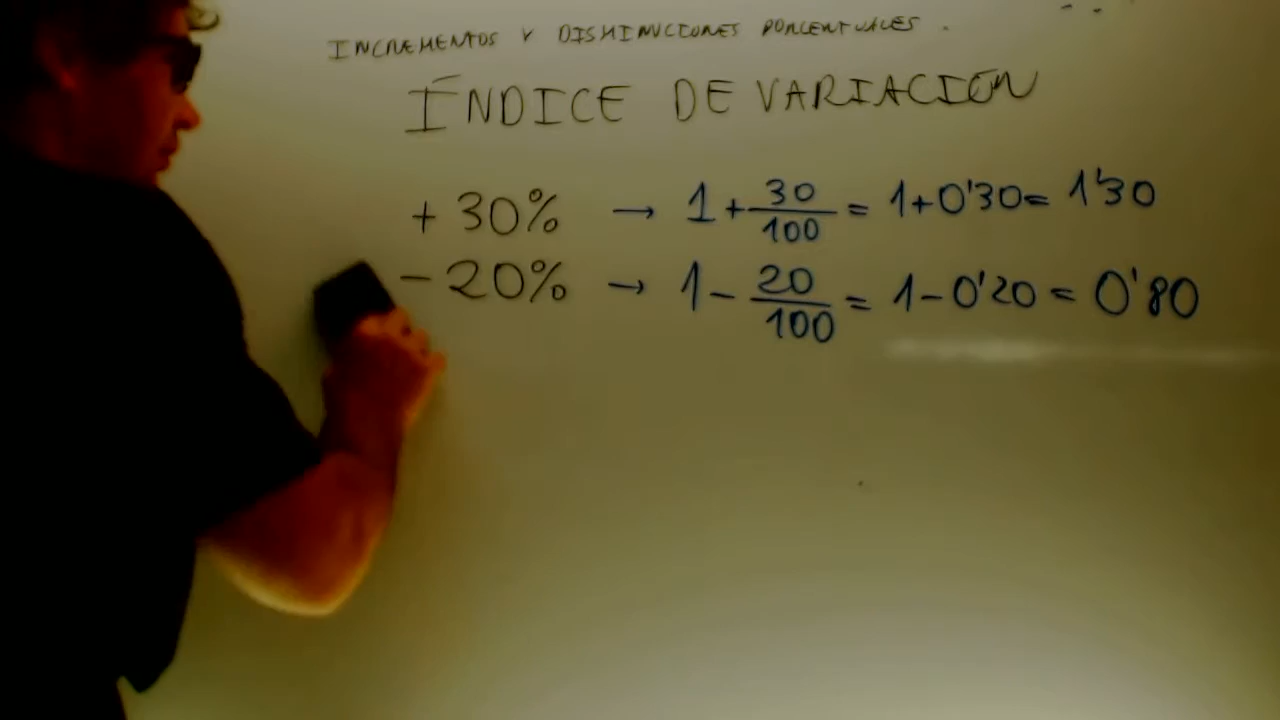 INCREMENTOS Y DISMINUCIONES PORCENTUALES.
ÍNDICE DE VARIACIÓN
+ 30% → 1 + 30/100 = 1+0'30= 1'30
- 20% → 1 - 20/100 = 1-0'20 = 0'80